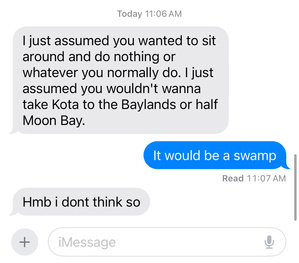 Today 11:06 AM
I just assumed you wanted to sit
around and do nothing or
whatever you normally do. I just
assumed you wouldn't wanna
take Kota to the Baylands or half
Moon Bay.
It would be a swamp
Read 11:07 AM
Hmb i dont think so
iMessage